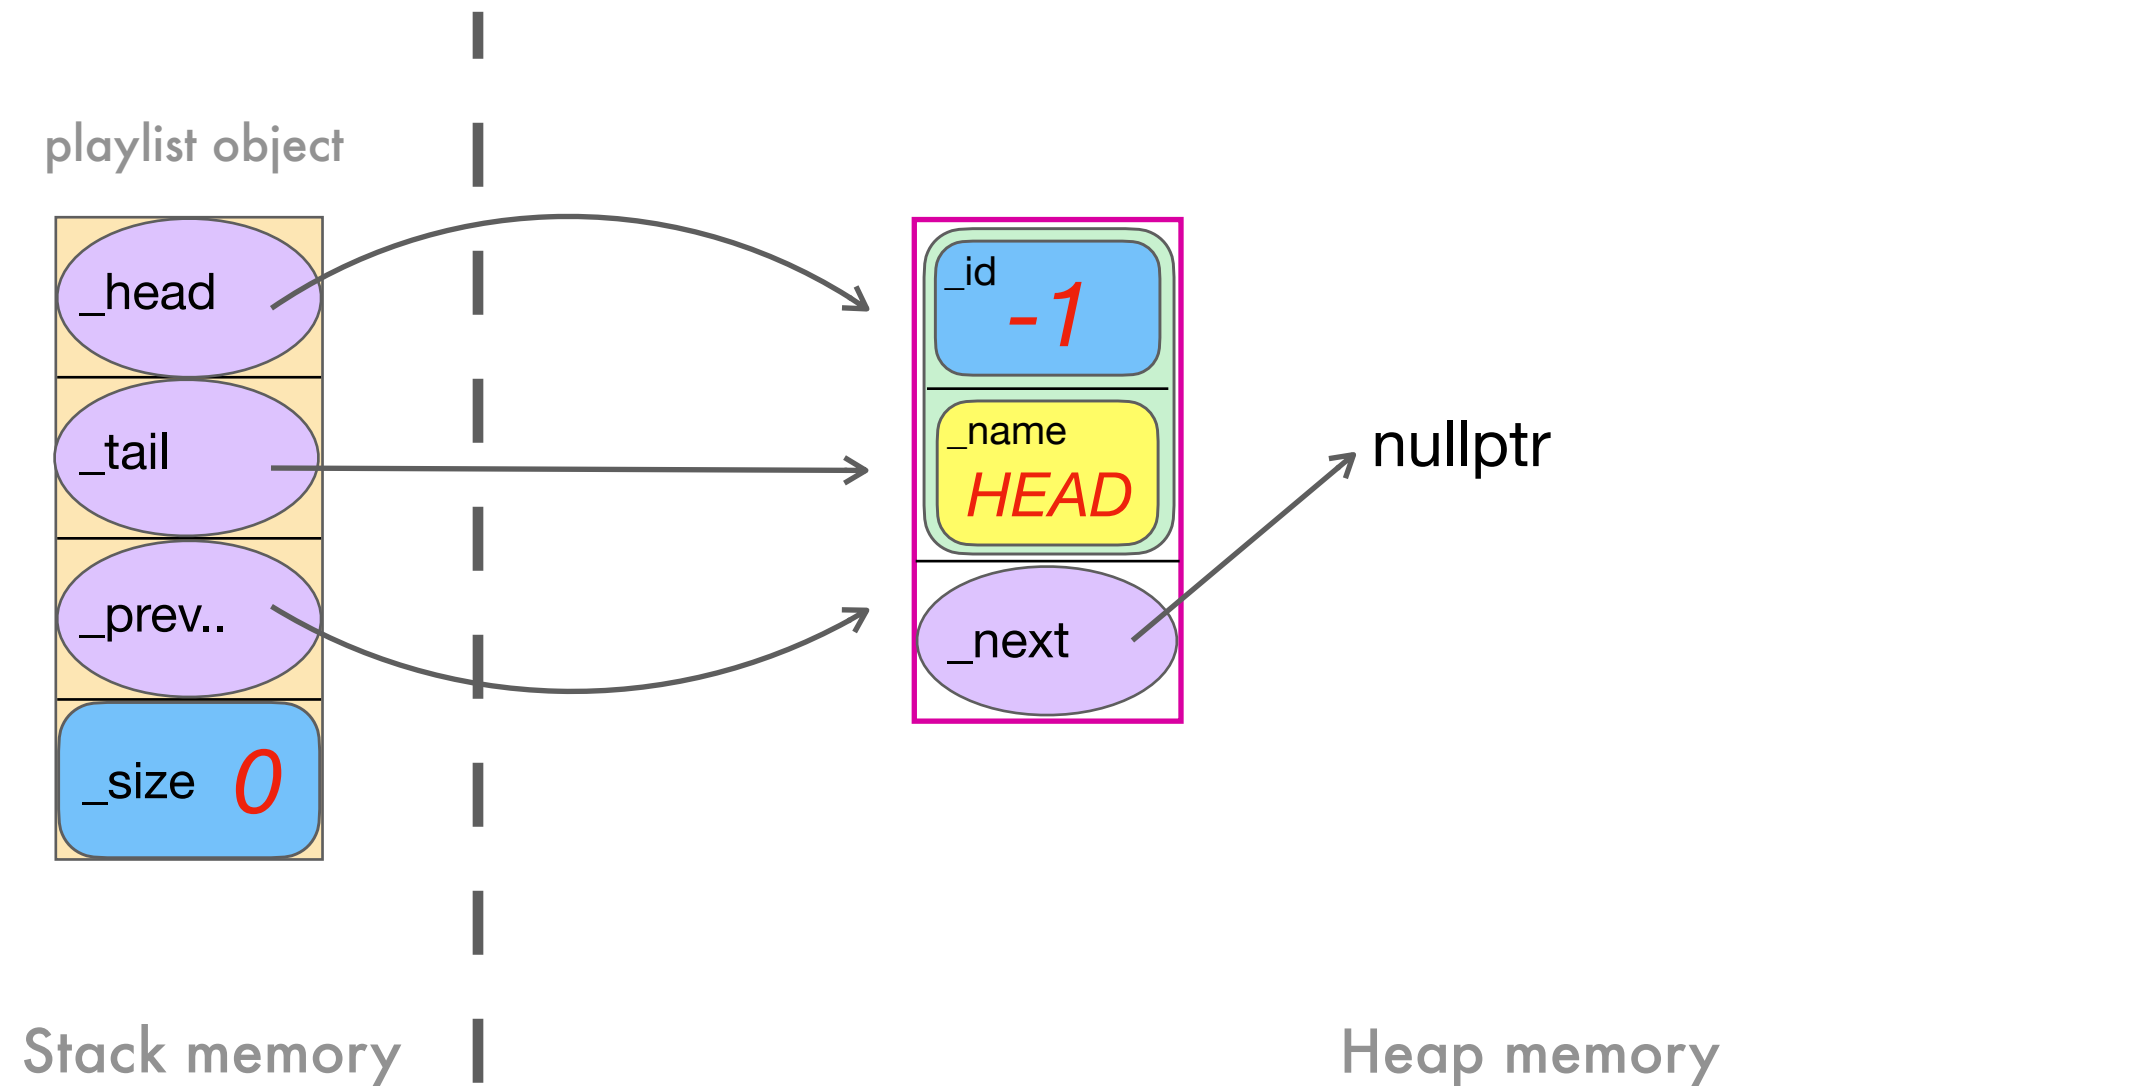 playlist object
_head
_tail
_prev..
_size 0
_id
-1
_name
HEAD
_next
nullptr
Stack memory
Heap memory